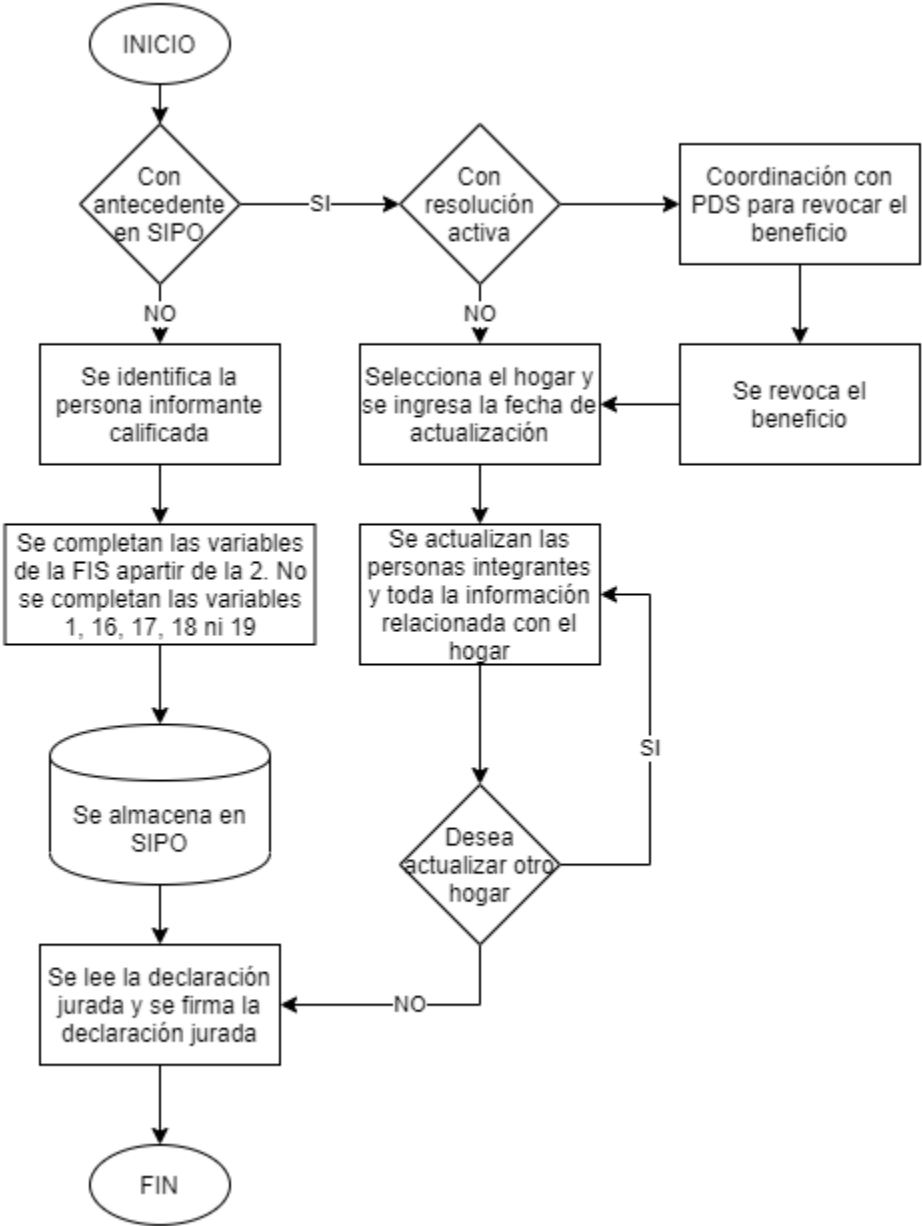 INICIO
Con
antecedente
en SIPO
SI
Con
resolución
activa
Coordinación con
PDS para revocar el
beneficio
NO
NO
Se identifica la
persona informante
calificada
Selecciona el hogar y
se ingresa la fecha de
actualización
Se revoca el
beneficio
Se completan las variables
de la FIS apartir de la 2. No
se completan las variables
1, 16, 17, 18 ni 19
Se actualizan las
personas integrantes
y toda la información
relacionada con el
hogar
SI
Se almacena en
SIPO
Desea
actualizar otro
hogar
Se lee la declaración
jurada y se firma la
declaración jurada
NO
FIN